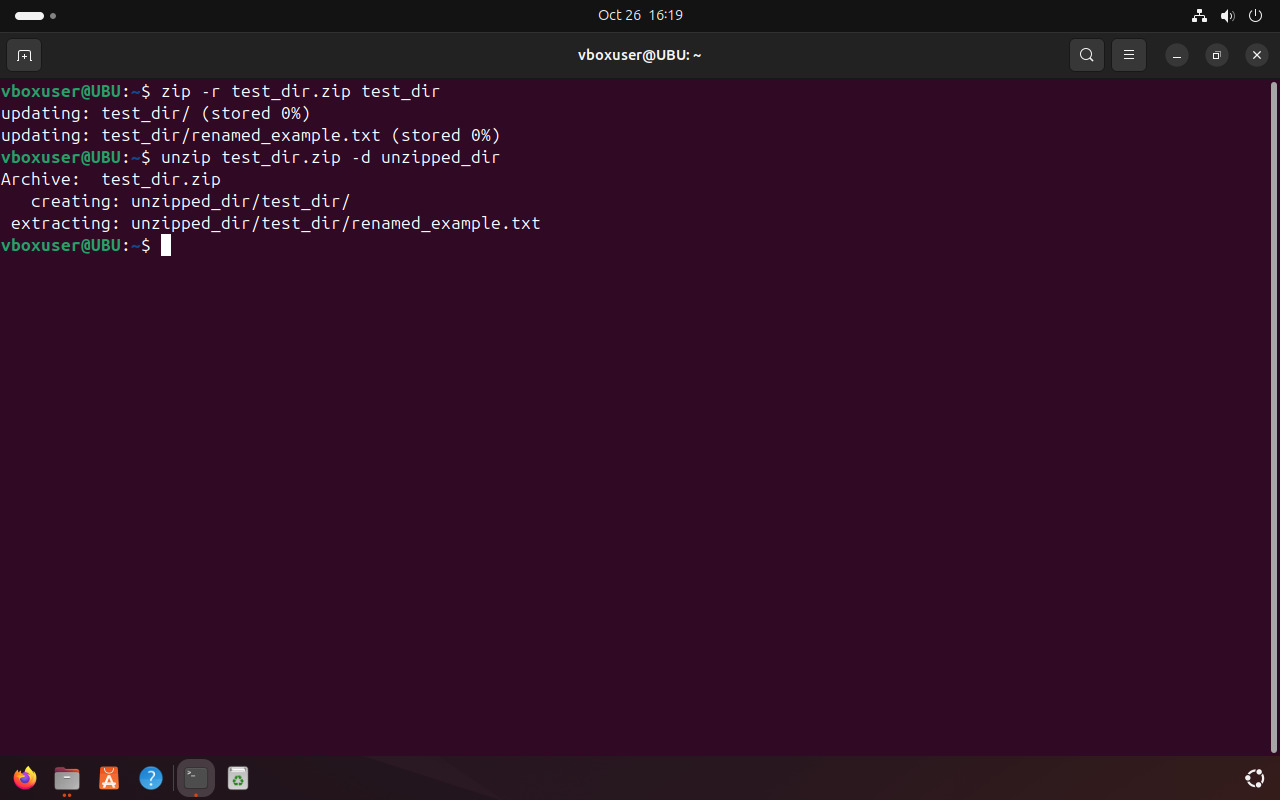 Oct 26 16:19
vboxuser@UBU: ~
vboxuser@UBU:~$ zip -r test_dir.zip test_dir
updating: test_dir/ (stored 0%)
updating: test_dir/renamed_example.txt (stored 0%)
vboxuser@UBU:~$ unzip test_dir.zip -d unzipped_dir
Archive:  test_dir.zip
   creating: unzipped_dir/test_dir/
 extracting: unzipped_dir/test_dir/renamed_example.txt
vboxuser@UBU:~$